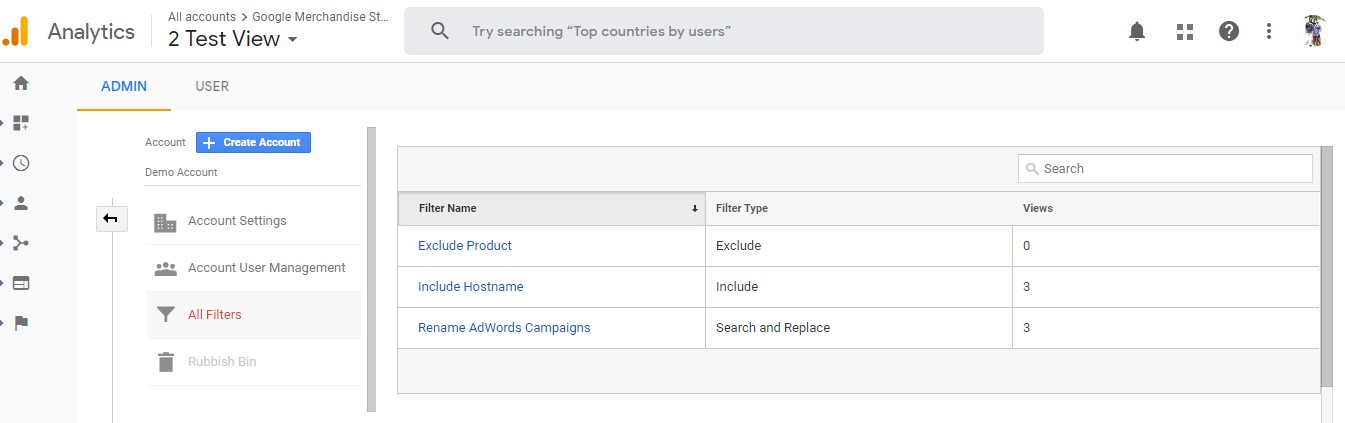 Analytics
All accounts > Google Merchandise St...
2 Test View
Try searching “Top countries by users”
ADMIN
USER
Account
Create Account
Demo Account
Account Settings
Account User Management
All Filters
Rubbish Bin
Search
Filter Name
Filter Type
Views
Exclude Product
Exclude
0
Include Hostname
Include
3
Rename AdWords Campaigns
Search and Replace
3